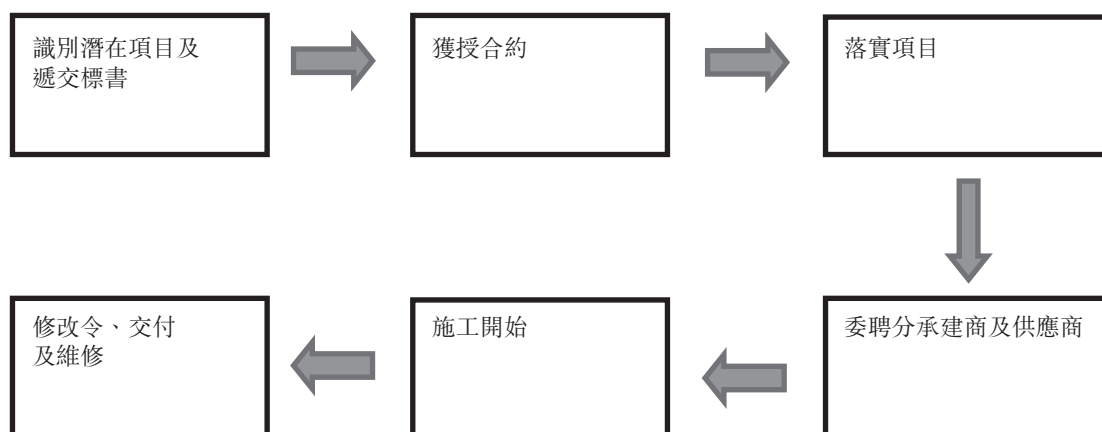 識別潛在項目及
遞交標書
獲授合約
落實項目
委聘分承建商及供應商
施工開始
修改令、交付
及維修